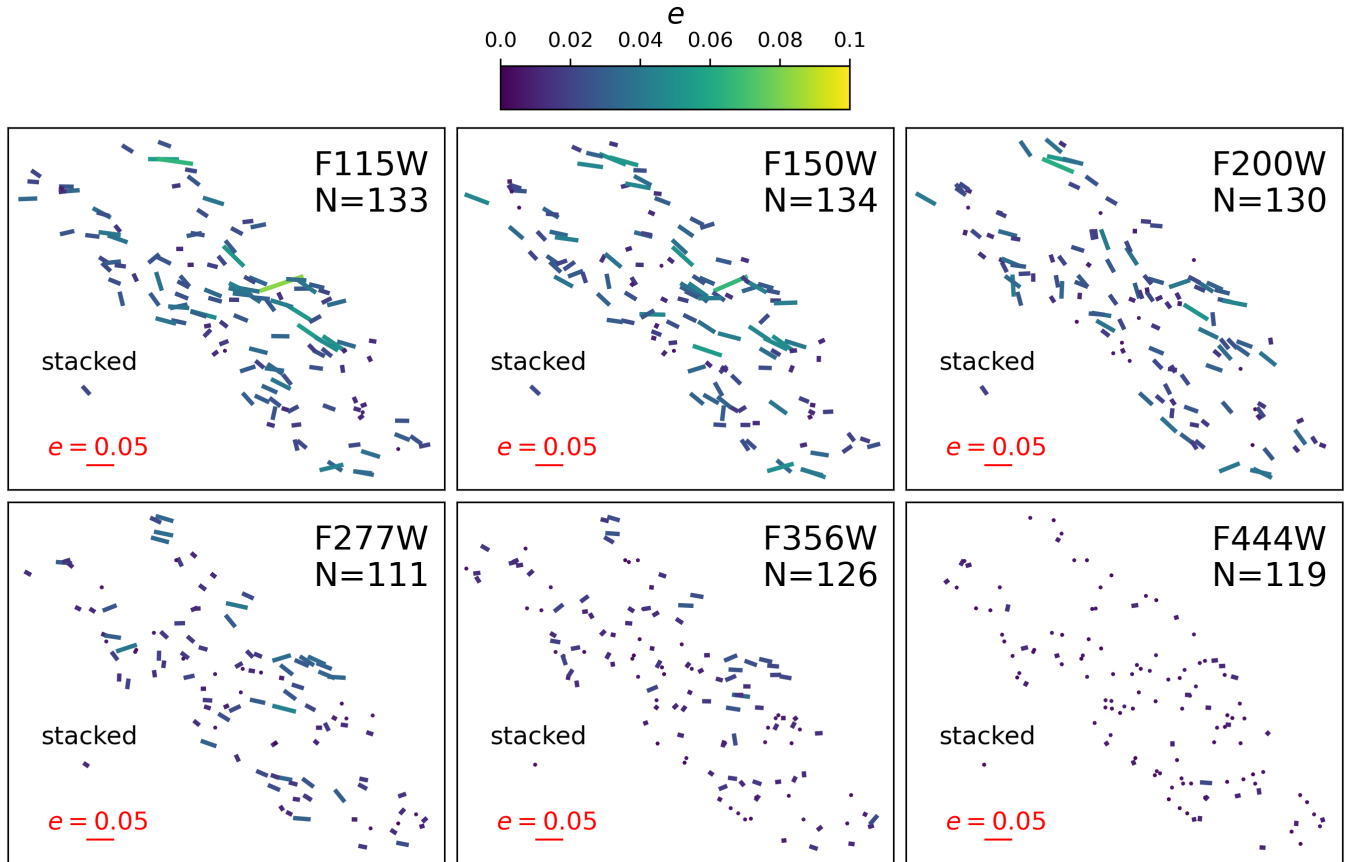 e
0.0 0.02 0.04 0.06 0.08 0.1
F115W
N=133
stacked
e = 0.05
F150W
N=134
stacked
e = 0.05
F200W
N=130
stacked
e = 0.05
F277W
N=111
stacked
e = 0.05
F356W
N=126
stacked
e = 0.05
F444W
N=119
stacked
e = 0.05